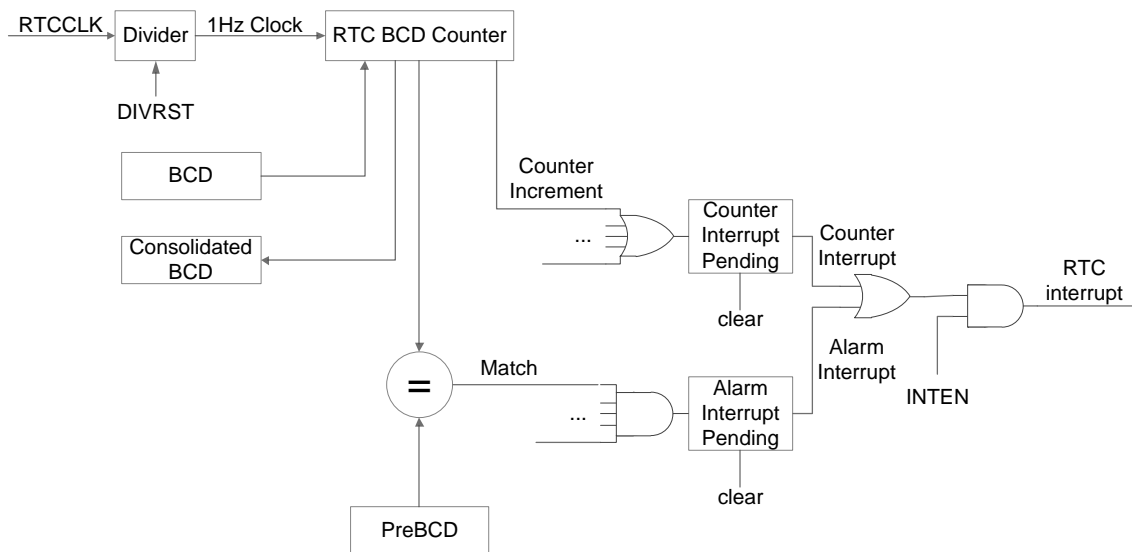 RTCCLK
Divider
1Hz Clock
RTC BCD Counter
DIVRST
BCD
Consolidated
BCD
Counter
Increment
...
Counter
Interrupt
Pending
clear
Counter
Interrupt
RTC
interrupt
=
Match
...
Alarm
Interrupt
Pending
clear
Alarm
Interrupt
INTEN
PreBCD